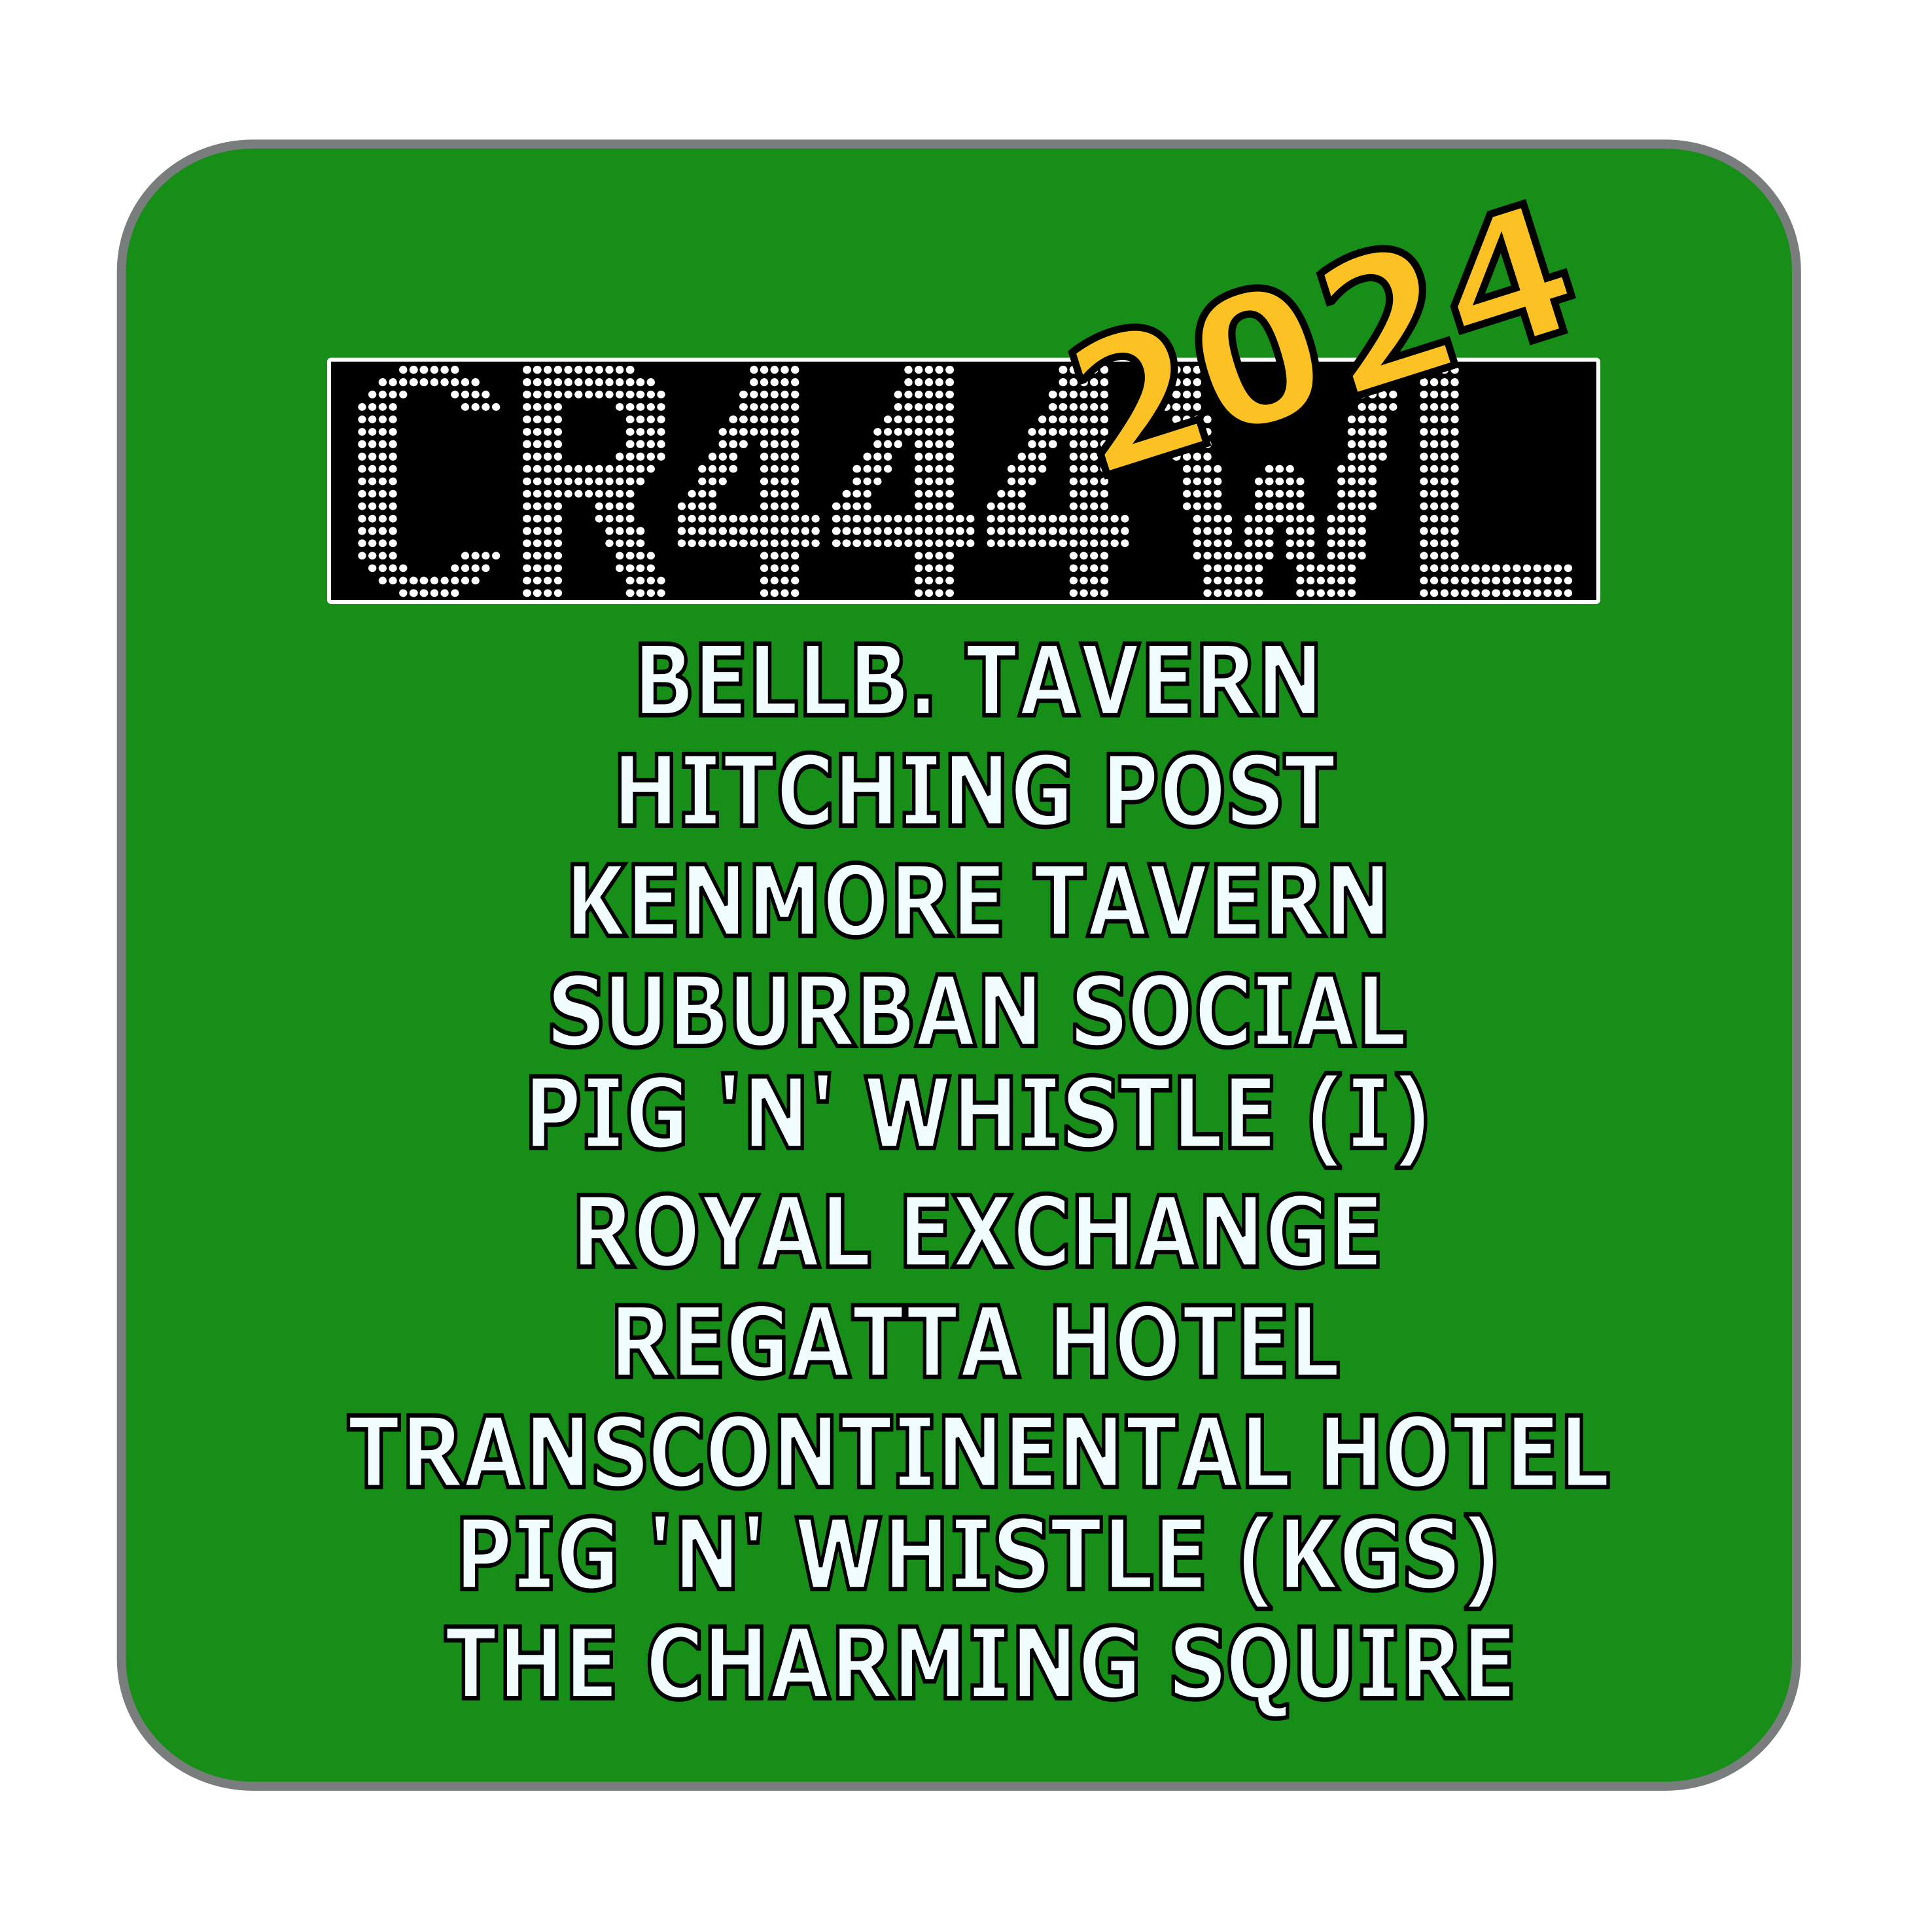 2024
CR444WL
BELLB. TAVERN
HITCHING POST
KENMORE TAVERN
SUBURBAN SOCIAL
PIG 'N' WHISTLE (I)
ROYAL EXCHANGE
REGATTA HOTEL
TRANSCONTINENTAL HOTEL
PIG 'N' WHISTLE (KGS)
THE CHARMING SQUIRE